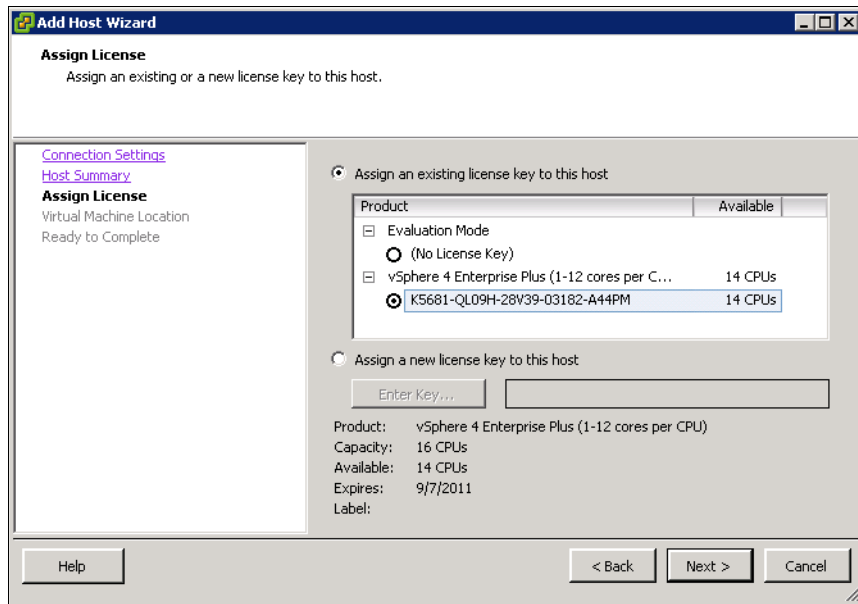 Add Host Wizard
Assign License
Assign an existing or a new license key to this host.
Connection Settings
Host Summary
Assign License
Virtual Machine Location
Ready to Complete
Assign an existing license key to this host
Product Available
Evaluation Mode
(No License Key)
vSphere 4 Enterprise Plus (1-12 cores per C... 14 CPUs
K5681-QL09H-28V39-03182-A44PM 14 CPUs
Assign a new license key to this host
Enter Key...
Product: vSphere 4 Enterprise Plus (1-12 cores per CPU)
Capacity: 16 CPUs
Available: 14 CPUs
Expires: 9/7/2011
Label:
Help < Back Next > Cancel